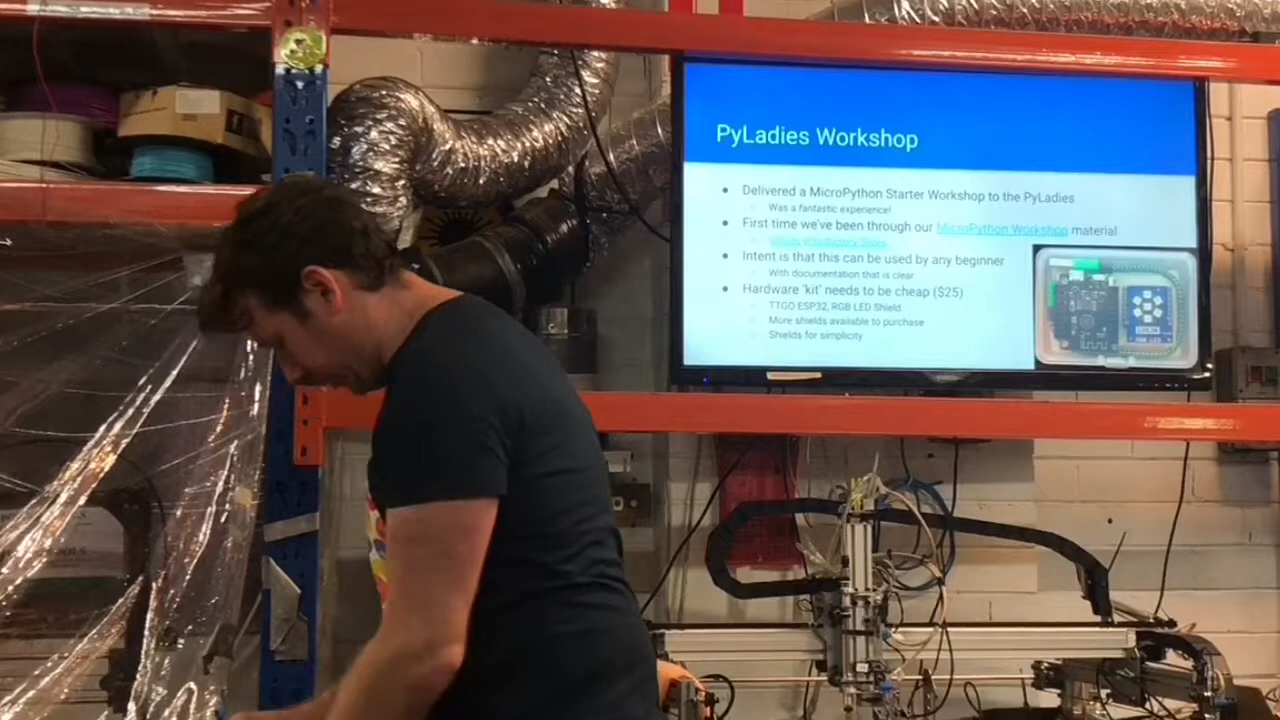 PyLadies Workshop
Delivered a MicroPython Starter Workshop to the PyLadies
Was a fantastic experience!
First time we've been through our MicroPython Workshop material
Intent is that this can be used by any beginner
With documentation that is clear
Hardware 'kit' needs to be cheap ($25)
TTGO ESP32, RGB LED Shield
More shields available to purchase
Shields for simplicity